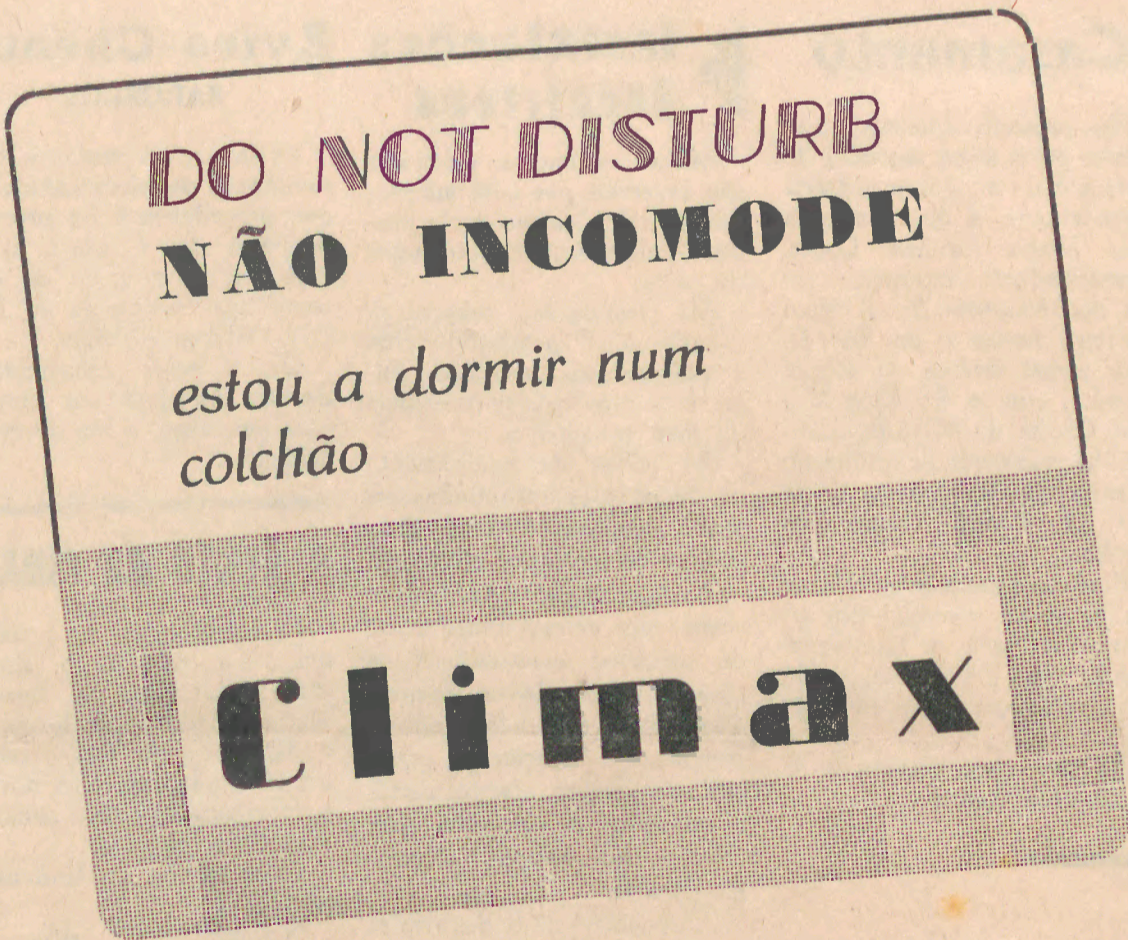 DO NOT DISTURB
NÃO INCOMODE
estou a dormir num
colchão
Climax